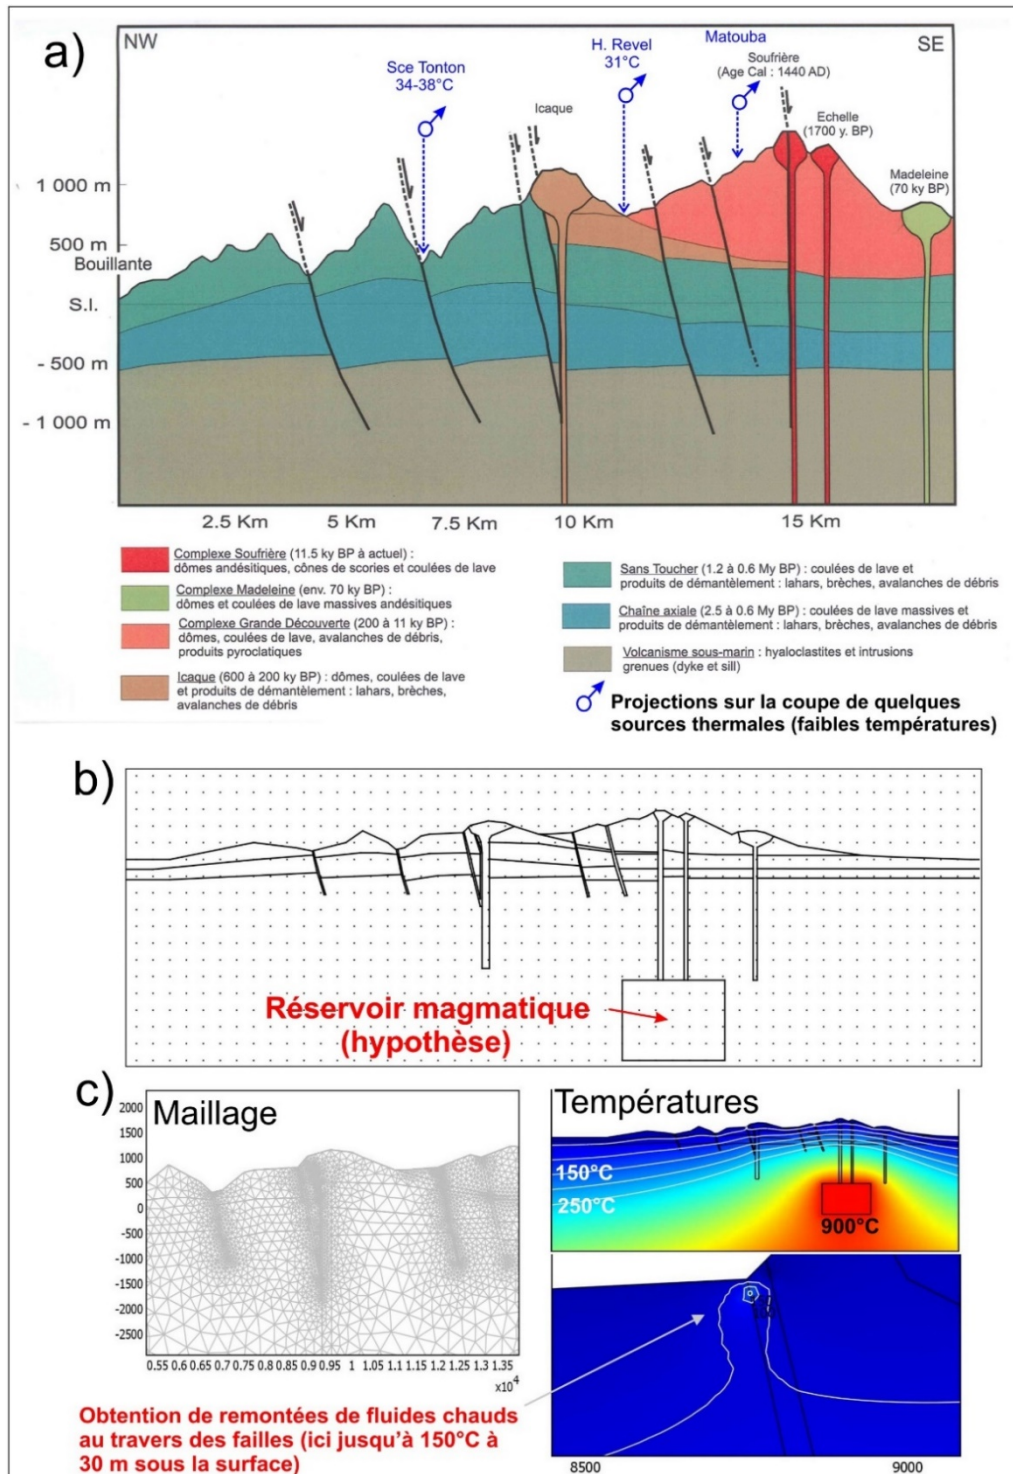 a)
NW
SE
Sce Tonton
34-38°C
Icaque
H. Revel
31°C
Matouba
Soufrière
(Age Cal : 1440 AD)
Echelle
(1700 y. BP)
Madeleine
(70 ky BP)
1 000 m
500 m
Bouillante
S.l.
- 500 m
- 1 000 m
2.5 Km
5 Km
7.5 Km
10 Km
15 Km
Complexe Soufrière (11.5 ky BP à actuel) :
dômes andésitiques, cônes de scories et coulées de lave
Complexe Madeleine (env. 70 ky BP) :
dômes et coulées de lave massives andésitiques
Complexe Grande Découverte (200 à 11 ky BP) :
dômes, coulées de lave, avalanches de débris,
produits pyroclatiques
Icaque (600 à 200 ky BP) : dômes, coulées de lave
et produits de démantèlement : lahars, brèches,
avalanches de débris
Sans Toucher (1.2 à 0.6 My BP) : coulées de lave et
produits de démantèlement : lahars, brèches, avalanches de débris
Chaîne axiale (2.5 à 0.6 My BP) : coulées de lave massives et
produits de démantèlement : lahars, brèches, avalanches de débris
Volcanisme sous-marin : hyaloclastites et intrusions
grenues (dyke et sill)
Projections sur la coupe de quelques
sources thermales (faibles températures)
b)
Réservoir magmatique
(hypothèse)
c)
Maillage
2000
1500
1000
500
0
-500
-1000
-1500
-2000
-2500
0.55 0.6 0.65 0.7 0.75 0.8 0.85 0.9 0.95 1 1.05 1.1 1.15 1.2 1.25 1.3 1.35
x10⁴
Températures
150°C
250°C
900°C
8500
9000
Obtention de remontées de fluides chauds
au travers des failles (ici jusqu'à 150°C à
30 m sous la surface)